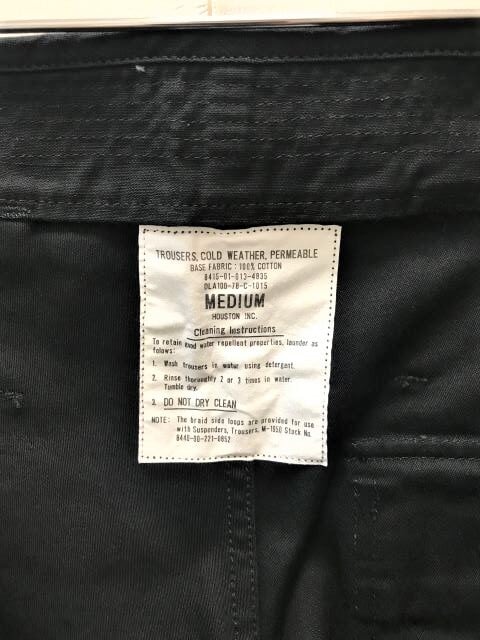 TROUSERS, COLD WEATHER, PERMEABLE
BASE FABRIC : 100% COTTON
8415-01-013-4835
DLA100-78-C-1015
MEDIUM
HOUSTON INC.
Cleaning Instructions
To retain good water repellent properties, launder as
folows:
1. Wash trousers in water using detergent.
2. Rinse thoroughly 2 or 3 times in water.
Tumble dry.
3. DO NOT DRY CLEAN
NOTE: The braid side loops are provided for use
with Suspenders, Trousers, M-1950 Stock No.
8440-00-221-0852